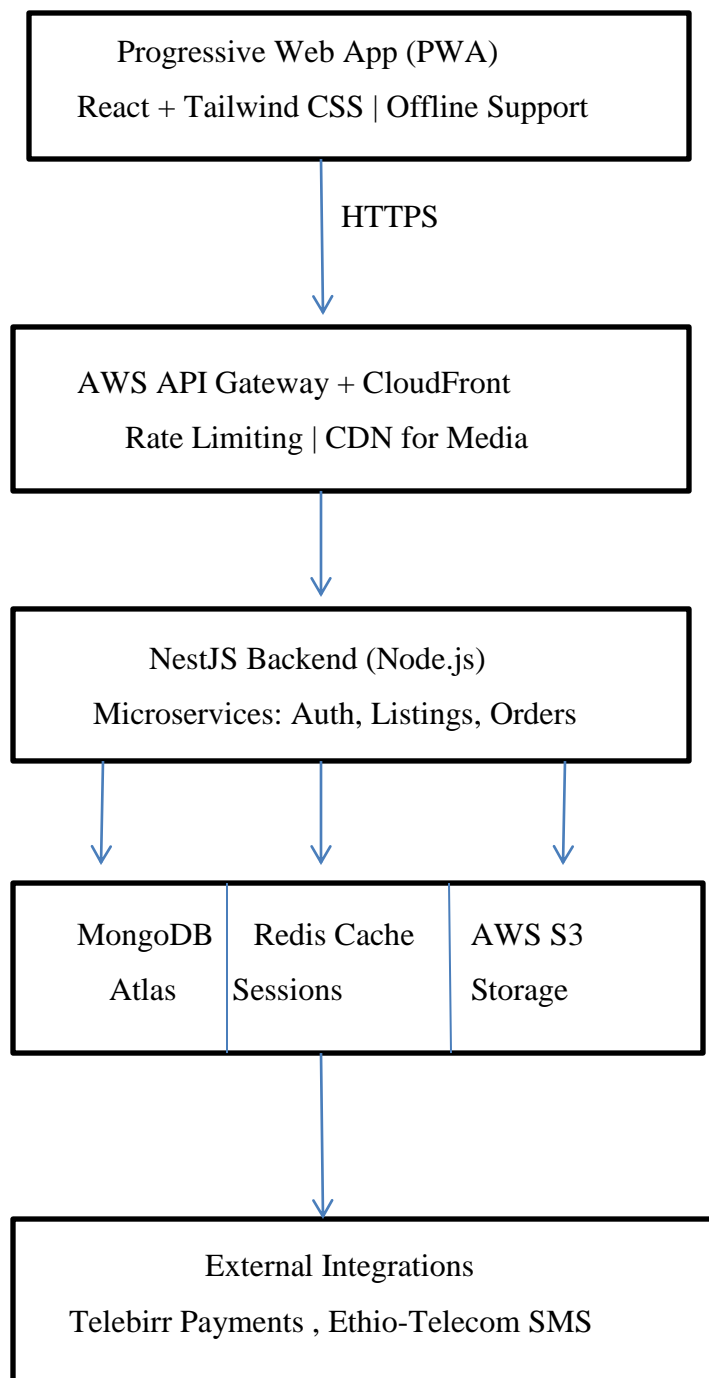 Progressive Web App (PWA)
React + Tailwind CSS | Offline Support
HTTPS
AWS API Gateway + CloudFront
Rate Limiting | CDN for Media
NestJS Backend (Node.js)
Microservices: Auth, Listings, Orders
MongoDB
Atlas
Redis Cache
Sessions
AWS S3
Storage
External Integrations
Telebirr Payments , Ethio-Telecom SMS